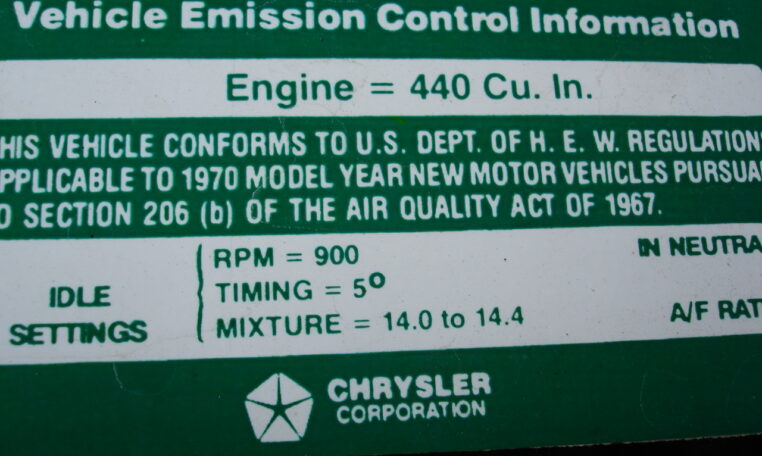 Vehicle Emission Control Information
Engine = 440 Cu. In.
HIS VEHICLE CONFORMS TO U.S. DEPT. OF H. E. W. REGULATION
PPLICABLE TO 1970 MODEL YEAR NEW MOTOR VEHICLES PURSUA
O SECTION 206 (b) OF THE AIR QUALITY ACT OF 1967.
IDLE SETTINGS
RPM = 900 IN NEUTRA
TIMING = 5º
MIXTURE = 14.0 to 14.4 A/F RAT
CHRYSLER
CORPORATION